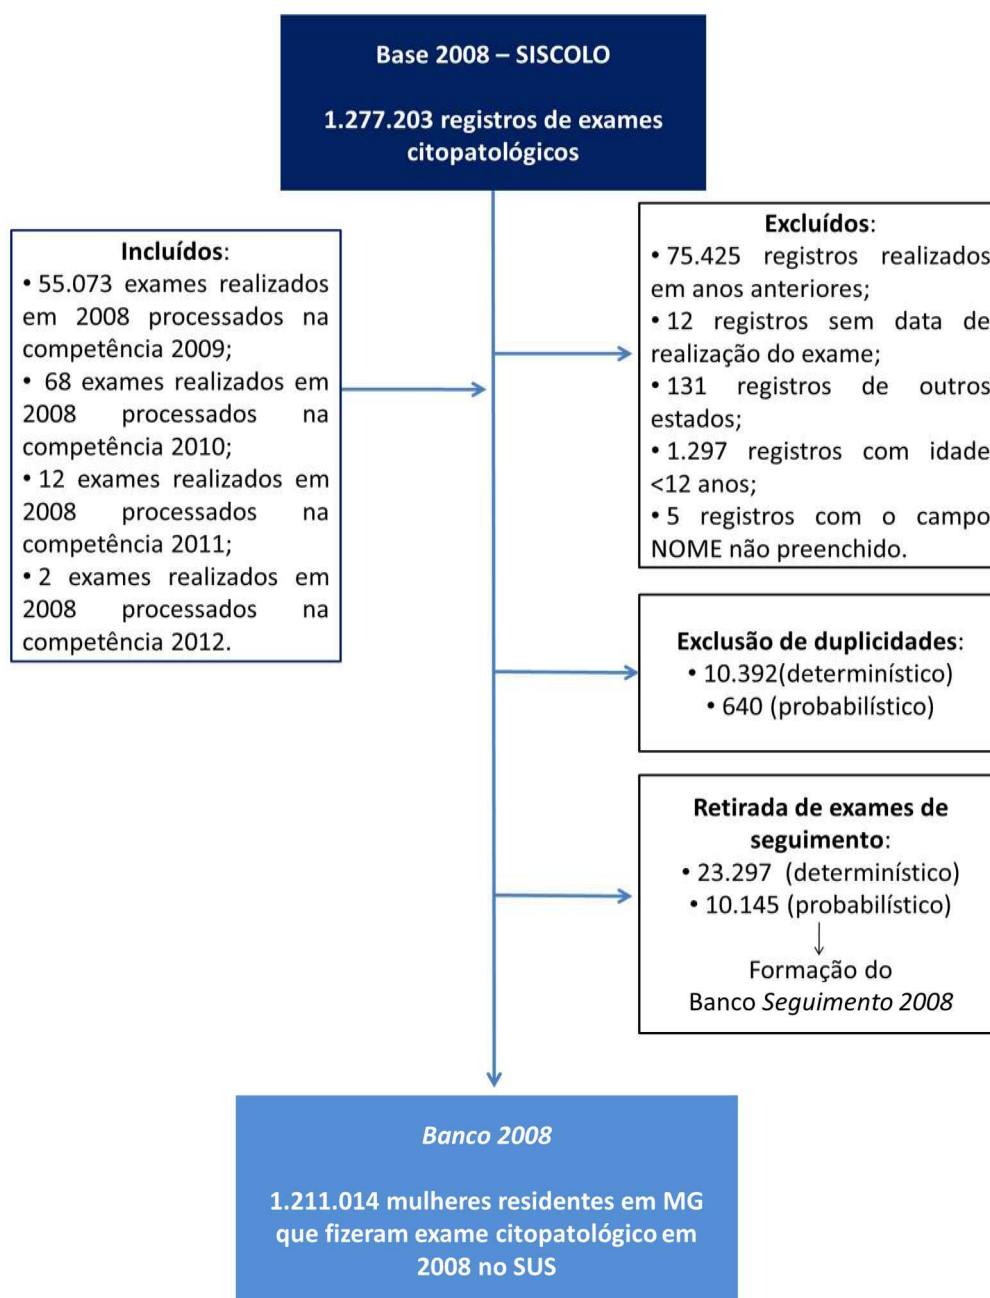 Base 2008 – SISCOLO
1.277.203 registros de exames
citopatológicos
Incluídos:
• 55.073 exames realizados
em 2008 processados na
competência 2009;
• 68 exames realizados em
2008 processados na
competência 2010;
• 12 exames realizados em
2008 processados na
competência 2011;
• 2 exames realizados em
2008 processados na
competência 2012.
Excluídos:
• 75.425 registros realizados
em anos anteriores;
• 12 registros sem data de
realização do exame;
• 131 registros de outros
estados;
• 1.297 registros com idade
<12 anos;
• 5 registros com o campo
NOME não preenchido.
Exclusão de duplicidades:
• 10.392(determinístico)
• 640 (probabilístico)
Retirada de exames de
seguimento:
• 23.297 (determinístico)
• 10.145 (probabilístico)
Formação do
Banco Seguimento 2008
Banco 2008
1.211.014 mulheres residentes em MG
que fizeram exame citopatológico em
2008 no SUS